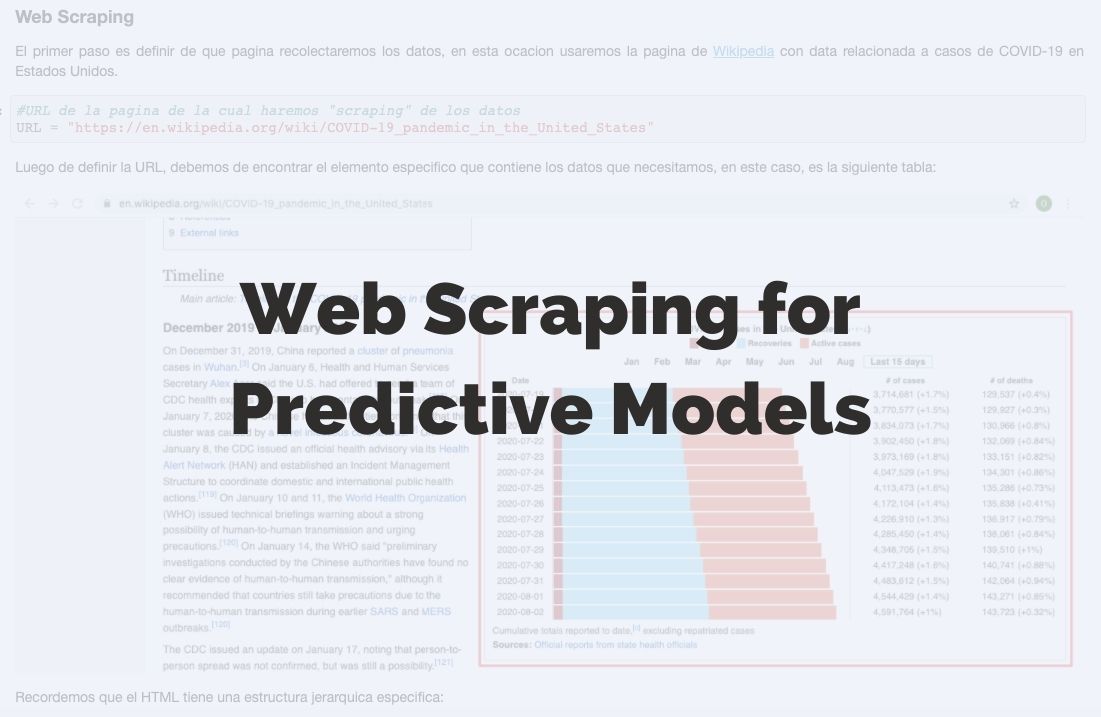 Web Scraping
El primer paso es definir de que pagina recolectaremos los datos, en esta ocacion usaremos la pagina de Wikipedia con data relacionada a casos de COVID-19 en
Estados Unidos.
#URL de la pagina de la cual haremos "scraping" de los datos
URL = "https://en.wikipedia.org/wiki/COVID-19_pandemic_in_the_United_States"
Luego de definir la URL, debemos de encontrar el elemento especifico que contiene los datos que necesitamos, en este caso, es la siguiente tabla:
en.wikipedia.org/wiki/COVID-19_pandemic_in_the_United_States
8 References
9 External links
Timeline
Main article:
Web Scraping for
Predictive Models
December 2019
January
On December 31, 2019, China reported a cluster of pneumonia
cases in Wuhan.[3] On January 6, Health and Human Services
Secretary Alex said the U.S. had offered to send a team of
CDC health
January 7, 
cluster was caused by a
January 8, the CDC issued an official health advisory via its Health
Alert Network (HAN) and established an Incident Management
Structure to coordinate domestic and international public health
actions.[119] On January 10 and 11, the World Health Organization
(WHO) issued technical briefings warning about a strong
possibility of human-to-human transmission and urging
precautions.[120] On January 14, the WHO said "preliminary
investigations conducted by the Chinese authorities have found no
clear evidence of human-to-human transmission," although it
recommended that countries still take precautions due to the
human-to-human transmission during earlier SARS and MERS
outbreaks.[120]
The CDC issued an update on January 17, noting that person-to-
person spread was not confirmed, but was still a possibility.[121]
Recoveries Active cases
Jan Feb Mar Apr May Jun Jul Aug Last 15 days
Date # of cases # of deaths
3,714,681 (+1.7%) 129,537 (+0.4%)
3,770,577 (+1.5%) 129,927 (+0.3%)
3,834,073 (+1.7%) 130,966 (+0.8%)
2020-07-22 3,902,450 (+1.8%) 132,069 (+0.84%)
2020-07-23 3,973,169 (+1.8%) 133,151 (+0.82%)
2020-07-24 4,047,529 (+1.9%) 134,301 (+0.86%)
2020-07-25 4,113,473 (+1.6%) 135,286 (+0.73%)
2020-07-26 4,172,104 (+1.4%) 135,838 (+0.41%)
2020-07-27 4,226,910 (+1.3%) 136,917 (+0.79%)
2020-07-28 4,285,450 (+1.4%) 138,061 (+0.84%)
2020-07-29 4,348,705 (+1.5%) 139,510 (+1%)
2020-07-30 4,417,248 (+1.6%) 140,741 (+0.88%)
2020-07-31 4,483,612 (+1.5%) 142,064 (+0.94%)
2020-08-01 4,544,429 (+1.4%) 143,271 (+0.85%)
2020-08-02 4,591,764 (+1%) 143,723 (+0.32%)
Cumulative totals reported to date,[c] excluding repatriated cases
Sources: Official reports from state health officials
Recordemos que el HTML tiene una estructura jerarquica especifica: